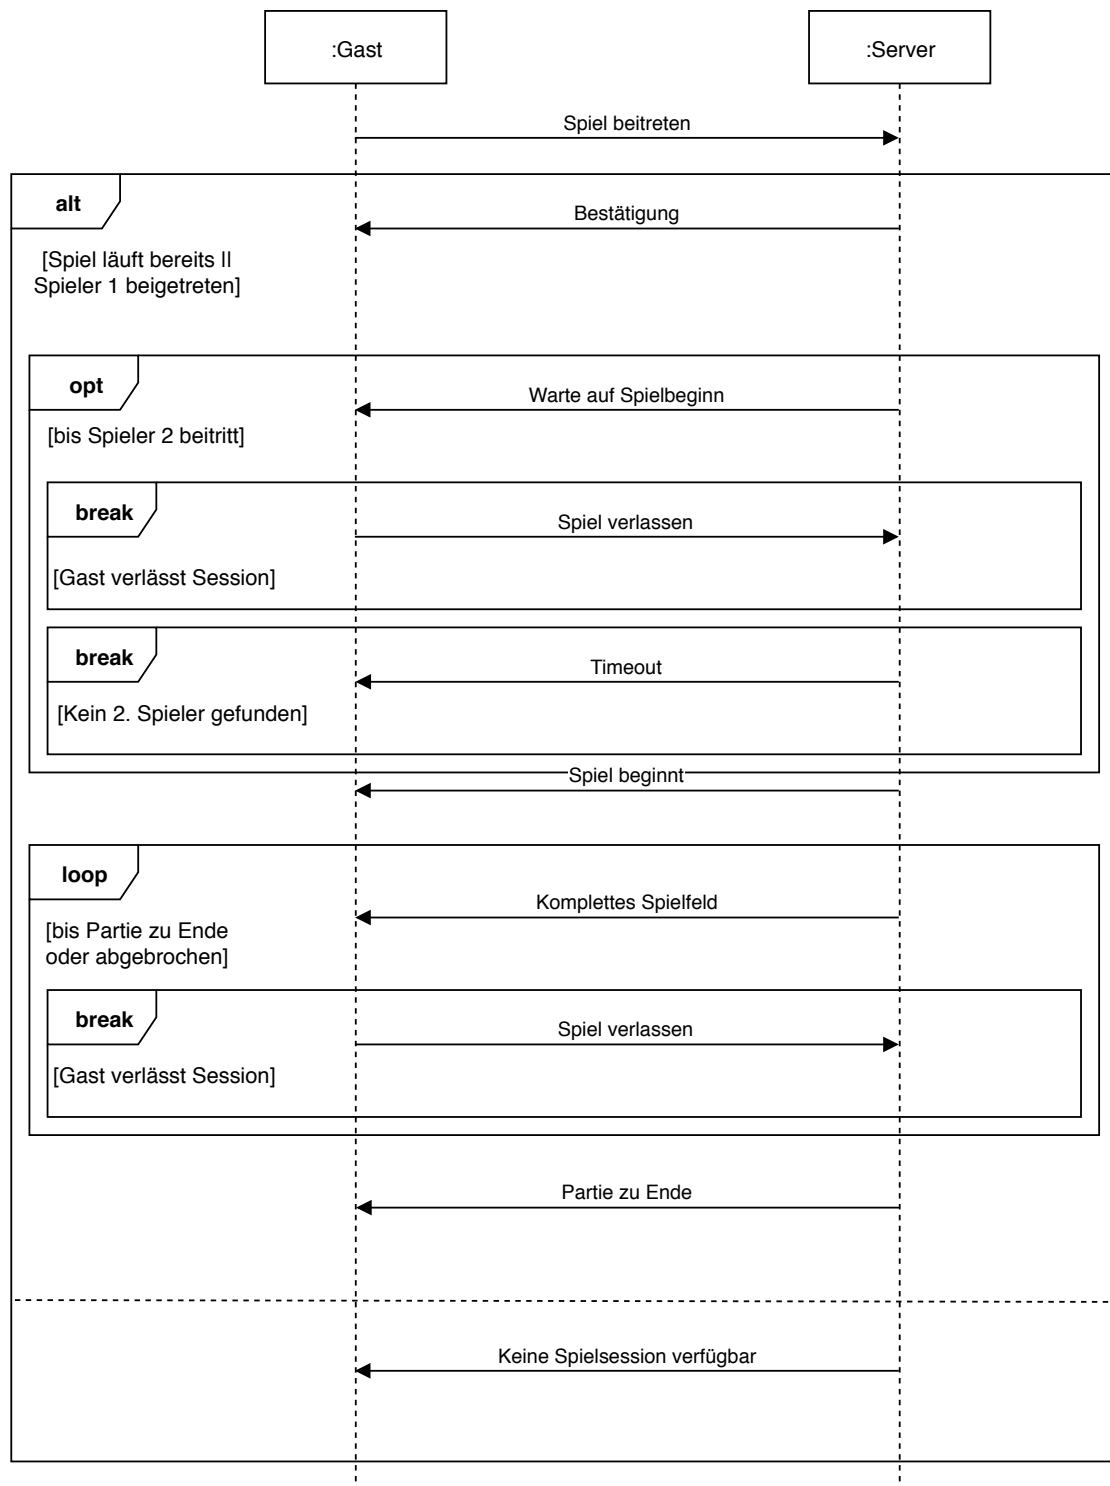 :Gast
:Server
Spiel beitreten
alt
Bestätigung
[Spiel läuft bereits ||
Spieler 1 beigetreten]
opt
Warte auf Spielbeginn
[bis Spieler 2 beitritt]
break
Spiel verlassen
[Gast verlässt Session]
break
Timeout
[Kein 2. Spieler gefunden]
Spiel beginnt
loop
Komplettes Spielfeld
[bis Partie zu Ende
oder abgebrochen]
break
Spiel verlassen
[Gast verlässt Session]
Partie zu Ende
Keine Spielsession verfügbar